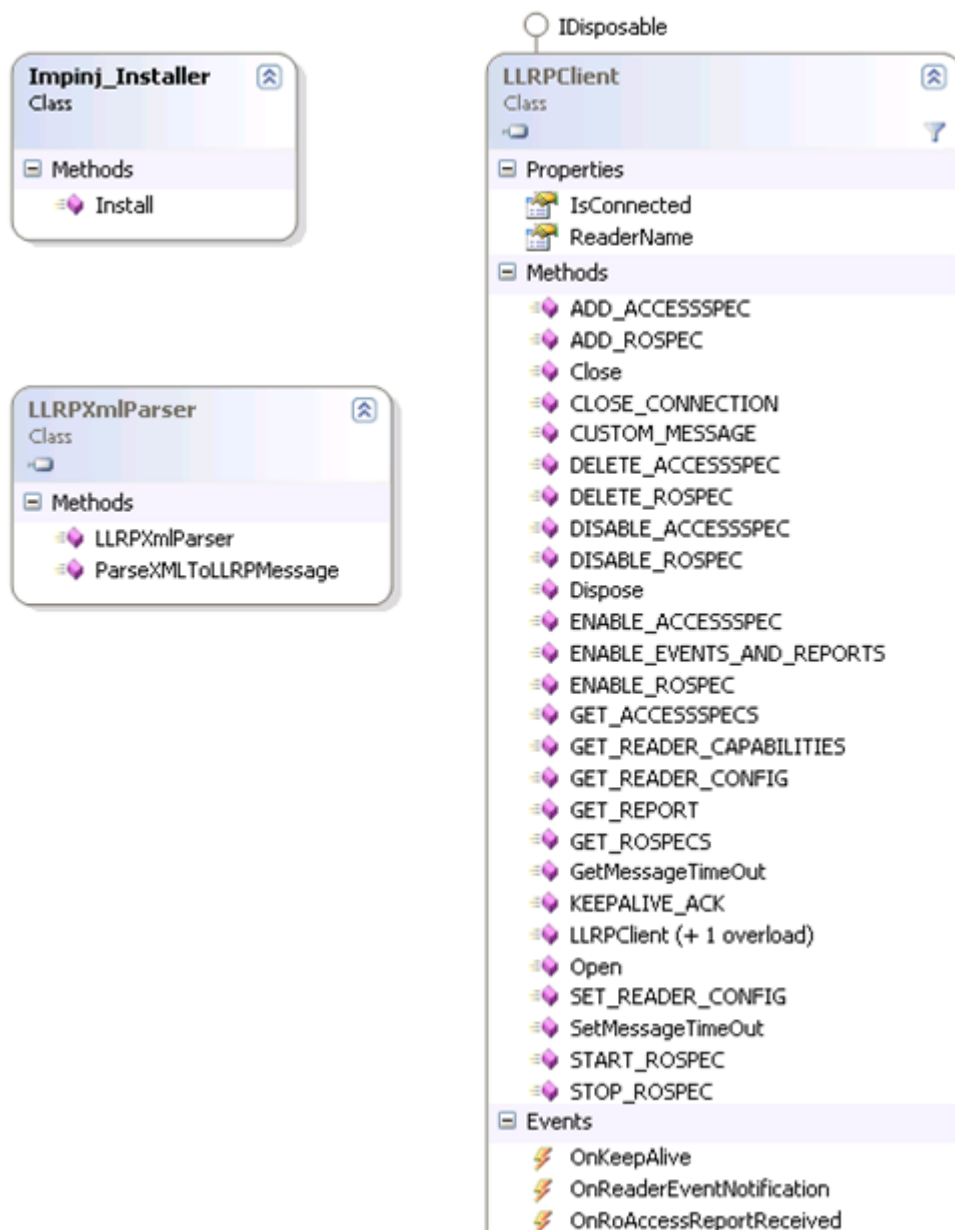 Impinj_Installer
Class
Methods
Install
LLRPXmlParser
Class
Methods
LLRPXmlParser
ParseXMLToLLRPMessage
IDisposable
LLRPClient
Class
Properties
IsConnected
ReaderName
Methods
ADD_ACCESSSPEC
ADD_ROSPEC
Close
CLOSE_CONNECTION
CUSTOM_MESSAGE
DELETE_ACCESSSPEC
DELETE_ROSPEC
DISABLE_ACCESSSPEC
DISABLE_ROSPEC
Dispose
ENABLE_ACCESSSPEC
ENABLE_EVENTS_AND_REPORTS
ENABLE_ROSPEC
GET_ACCESSSPECS
GET_READER_CAPABILITIES
GET_READER_CONFIG
GET_REPORT
GET_ROSPECS
GetMessageTimeOut
KEEPALIVE_ACK
LLRPClient (+ 1 overload)
Open
SET_READER_CONFIG
SetMessageTimeOut
START_ROSPEC
STOP_ROSPEC
Events
OnKeepAlive
OnReaderEventNotification
OnRoAccessReportReceived